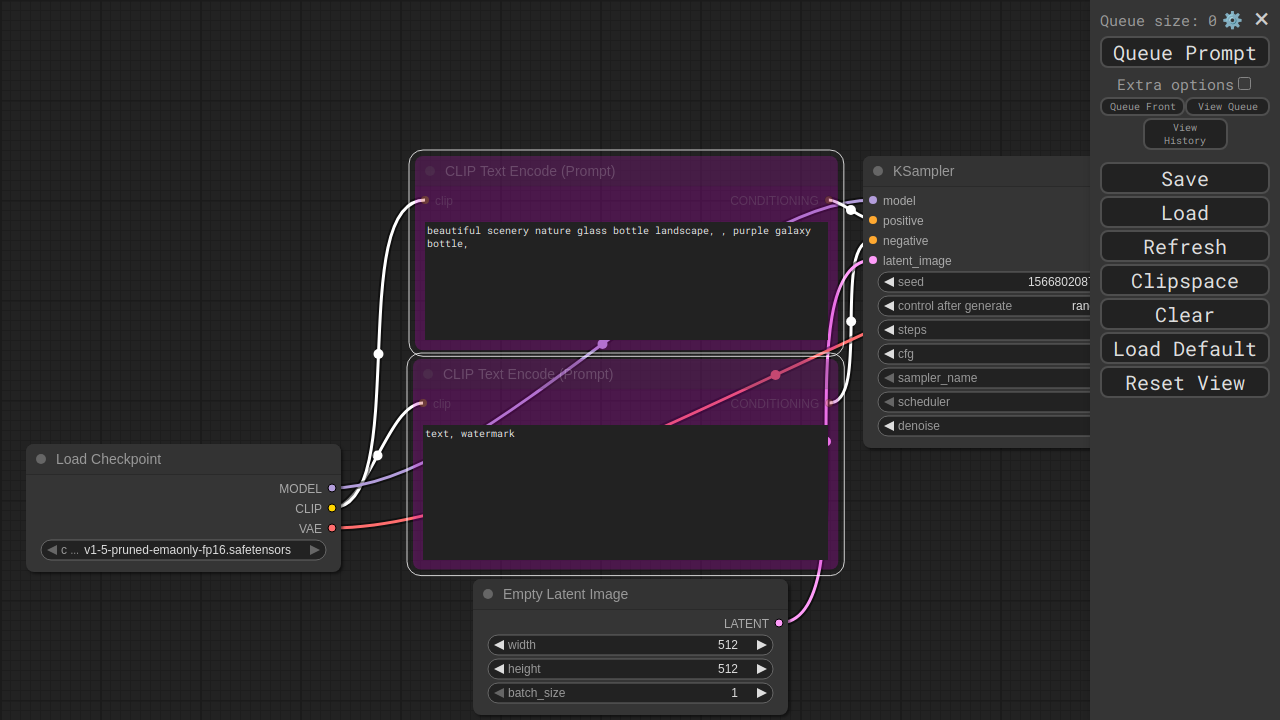 Queue size: 0
Queue Prompt
Extra options
Queue Front
View Queue
View
History
Save
Load
Refresh
Clipspace
Clear
Load Default
Reset View
CLIP Text Encode (Prompt)
clip
CONDITIONING
beautiful scenery nature glass bottle landscape, , purple galaxy
bottle,
CLIP Text Encode (Prompt)
clip
CONDITIONING
text, watermark
KSampler
model
positive
negative
latent_image
seed 1566802087
control after generate ran
steps
cfg
sampler_name
scheduler
denoise
Load Checkpoint
MODEL
CLIP
VAE
c ... v1-5-pruned-emaonly-fp16.safetensors
Empty Latent Image
LATENT
width 512
height 512
batch_size 1